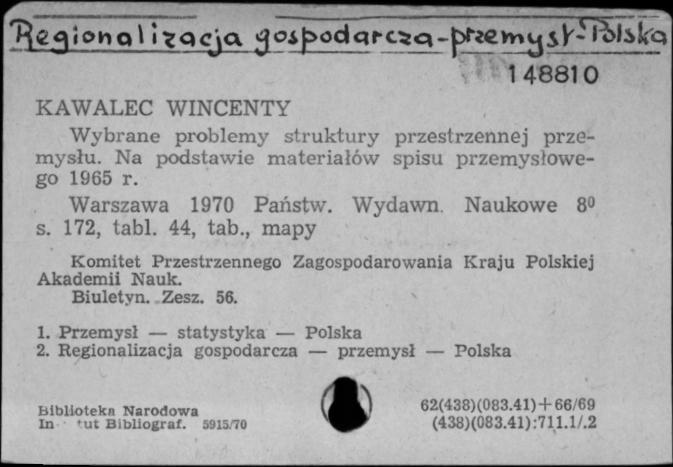 Regionalizacja gospodarcza-przemysł-Polska
148810
KAWALEC WINCENTY
Wybrane problemy struktury przestrzennej prze-
mysłu. Na podstawie materiałów spisu przemysłowe-
go 1965 r.
Warszawa 1970 Państw. Wydawn. Naukowe 8⁰
s. 172, tabl. 44, tab., mapy
Komitet Przestrzennego Zagospodarowania Kraju Polskiej
Akademii Nauk.
Biuletyn. Zesz. 56.
1. Przemysł — statystyka — Polska
2. Regionalizacja gospodarcza — przemysł — Polska
Biblioteka Narodowa
62(438)(083.41)+66/69
Bibliograf. 5915/70
(438)(083.41):711.1/.2